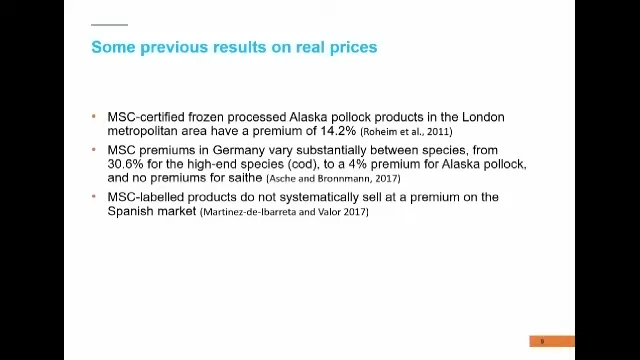 Some previous results on real prices
• MSC-certified frozen processed Alaska pollock products in the London
metropolitan area have a premium of 14.2% (Roheim et al., 2011)
• MSC premiums in Germany vary substantially between species, from
30.6% for the high-end species (cod), to a 4% premium for Alaska pollock,
and no premiums for saithe (Asche and Bronnmann, 2017)
• MSC-labelled products do not systematically sell at a premium on the
Spanish market (Martinez-de-Ibarreta and Valor 2017)
9